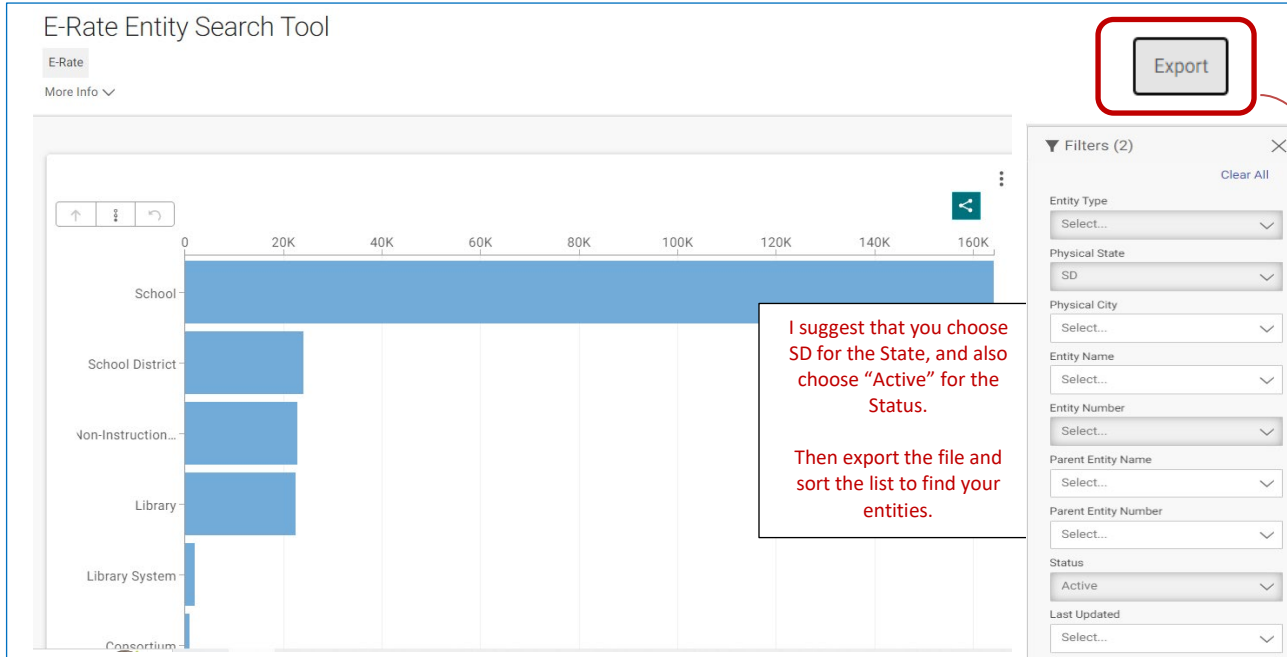 E-Rate Entity Search Tool
E-Rate
More Info
Export
Filters (2)
Clear All
Entity Type
Select...
Physical State
SD
Physical City
Select...
Entity Name
Select...
Entity Number
Select...
Parent Entity Name
Select...
Parent Entity Number
Select...
Status
Active
Last Updated
Select...
0 20K 40K 60K 80K 100K 120K 140K 160K
School
School District
Non-Instruction...
Library
Library System
Consortium
I suggest that you choose
SD for the State, and also
choose “Active” for the
Status.
Then export the file and
sort the list to find your
entities.